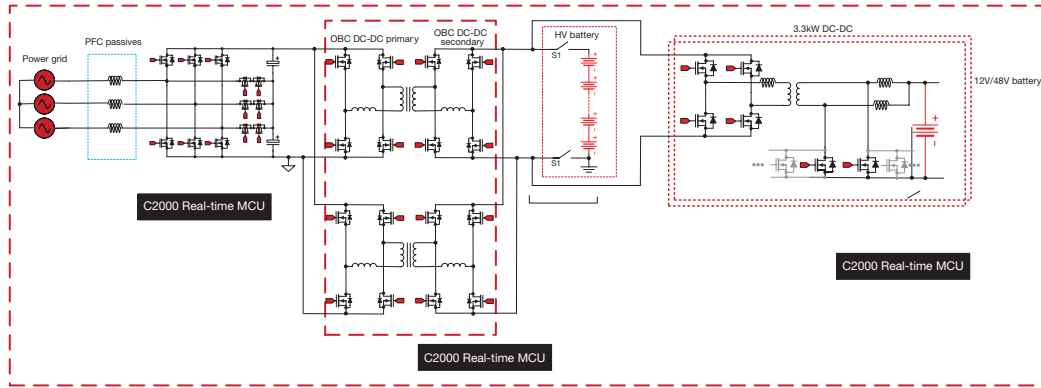 3.3kW DC-DC
OBC DC-DC primary
OBC DC-DC
secondary
HV battery
PFC passives
Power grid
S1
12V/48V battery
S1
C2000 Real-time MCU
C2000 Real-time MCU
C2000 Real-time MCU